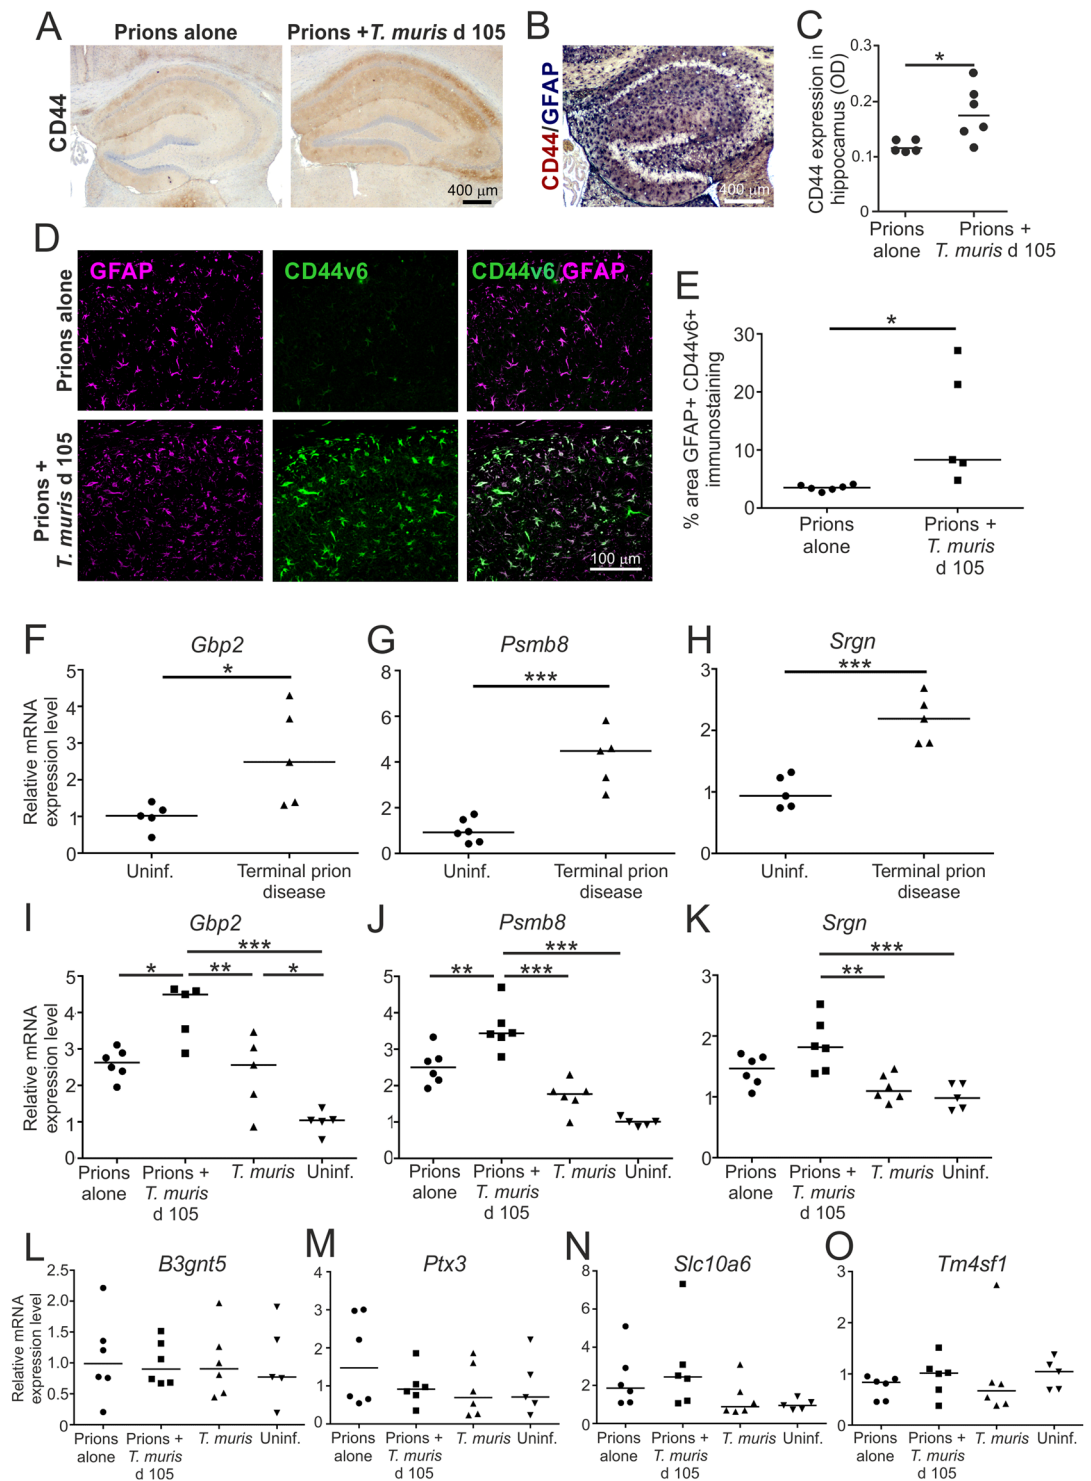 A
Prions alone
Prions +T. muris d 105
CD44
400 µm
B
CD44/GFAP
400 µm
C
CD44 expression in
hippocamus (OD)
0.3
0.2
0.1
0
*
Prions
alone
Prions +
T. muris d 105
D
Prions alone
GFAP
CD44v6
CD44v6 GFAP
Prions +
T. muris d 105
100 µm
E
% area GFAP+ CD44v6+
immunostaining
30
20
10
0
*
Prions
alone
Prions +
T. muris
d 105
F
Gbp2
Relative mRNA
expression level
5
4
3
2
1
0
*
Uninf.
Terminal prion
disease
G
Psmb8
8
6
4
2
0
***
Uninf.
Terminal prion
disease
H
Srgn
3
2
1
0
***
Uninf.
Terminal prion
disease
I
Gbp2
Relative mRNA
expression level
5
4
3
2
1
0
***
* ** *
Prions
alone
Prions +
T. muris
d 105
T. muris
Uninf.
J
Psmb8
5
4
3
2
1
0
***
** ***
Prions
alone
Prions +
T. muris
d 105
T. muris
Uninf.
K
Srgn
3
2
1
0
***
**
Prions
alone
Prions +
T. muris
d 105
T. muris
Uninf.
L
B3gnt5
Relative mRNA
expression level
2.5
2.0
1.5
1.0
0.5
0
Prions
alone
Prions +
T. muris
d 105
T. muris
Uninf.
M
Ptx3
4
3
2
1
0
Prions
alone
Prions +
T. muris
d 105
T. muris
Uninf.
N
Slc10a6
8
6
4
2
0
Prions
alone
Prions +
T. muris
d 105
T. muris
Uninf.
O
Tm4sf1
3
2
1
0
Prions
alone
Prions +
T. muris
d 105
T. muris
Uninf.